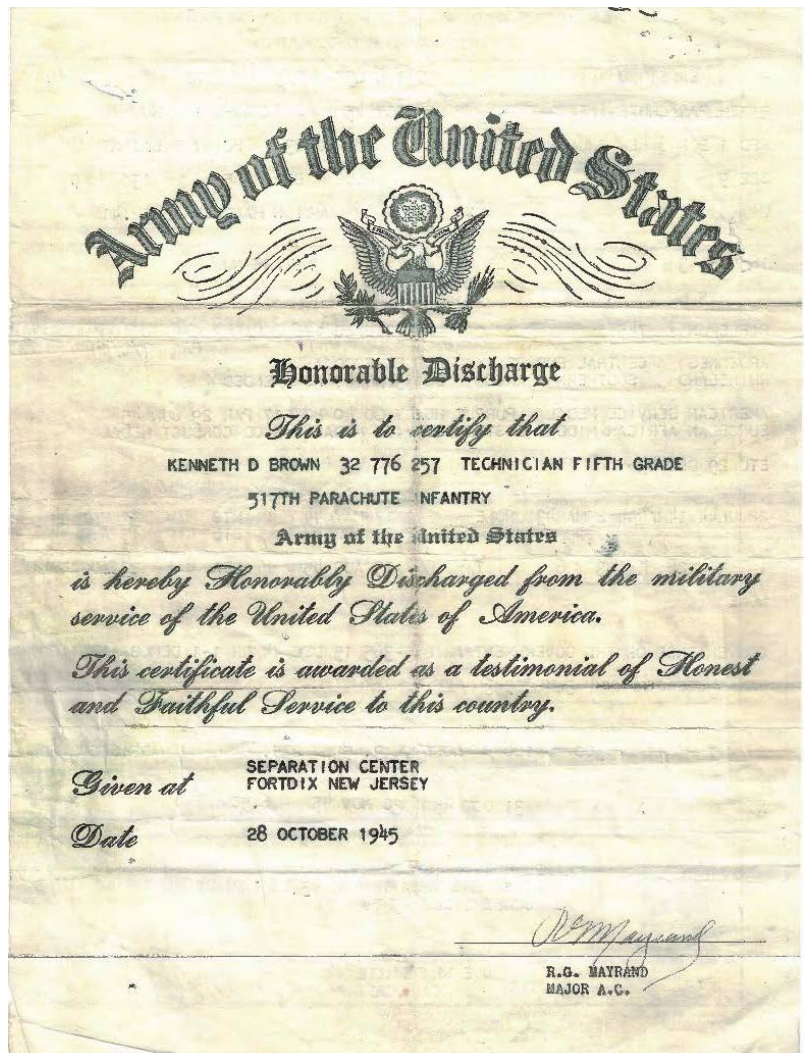 Army of the United States
Honorable Discharge
This is to certify that
KENNETH D BROWN 32 776 257 TECHNICIAN FIFTH GRADE
517TH PARACHUTE INFANTRY
Army of the United States
is hereby Honorably Discharged from the military
service of the United States of America.
This certificate is awarded as a testimonial of Honest
and Faithful Service to this country.
Given at SEPARATION CENTER
FORTDIX NEW JERSEY
Date 28 OCTOBER 1945
R.G. MAYRAND
MAJOR A.C.